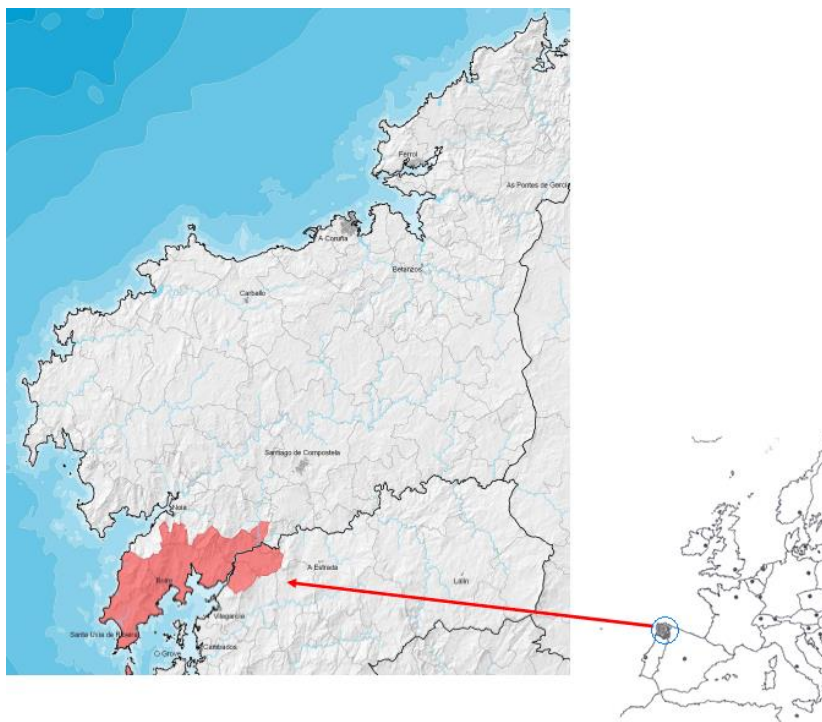 Ferrol
As Pontes de García
A Coruña
Betanzos
Carballo
Santiago de Compostela
Noia
A Estrada
Boiro
Lalín
Vilagarcía
Santa Uxía de Ribeira
Cambados
O Grove